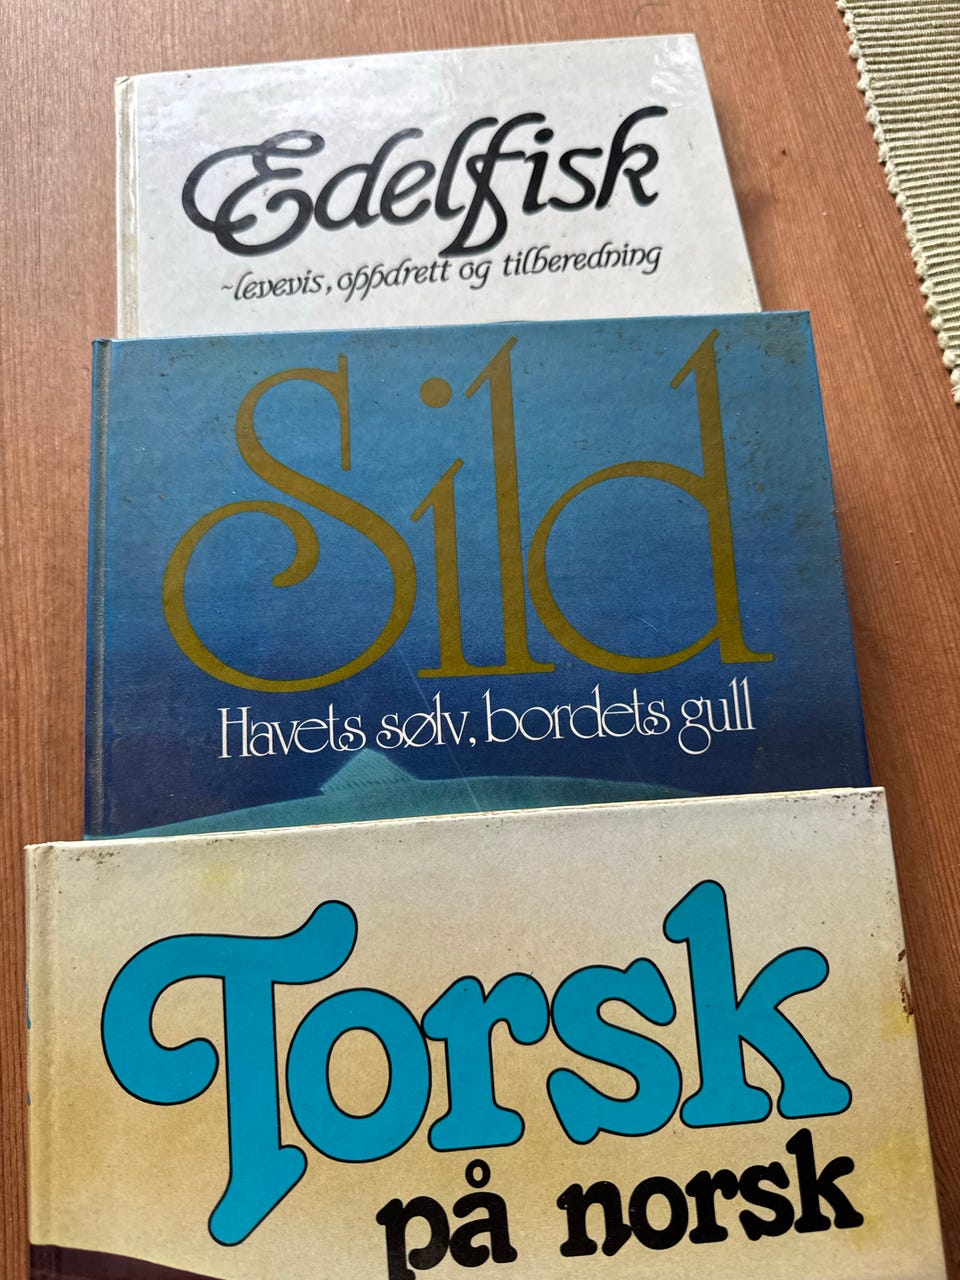 Edelfisk
~levevis, oppdrett og tilberedning
Sild
Havets sølv, bordets gull
Torsk
på norsk